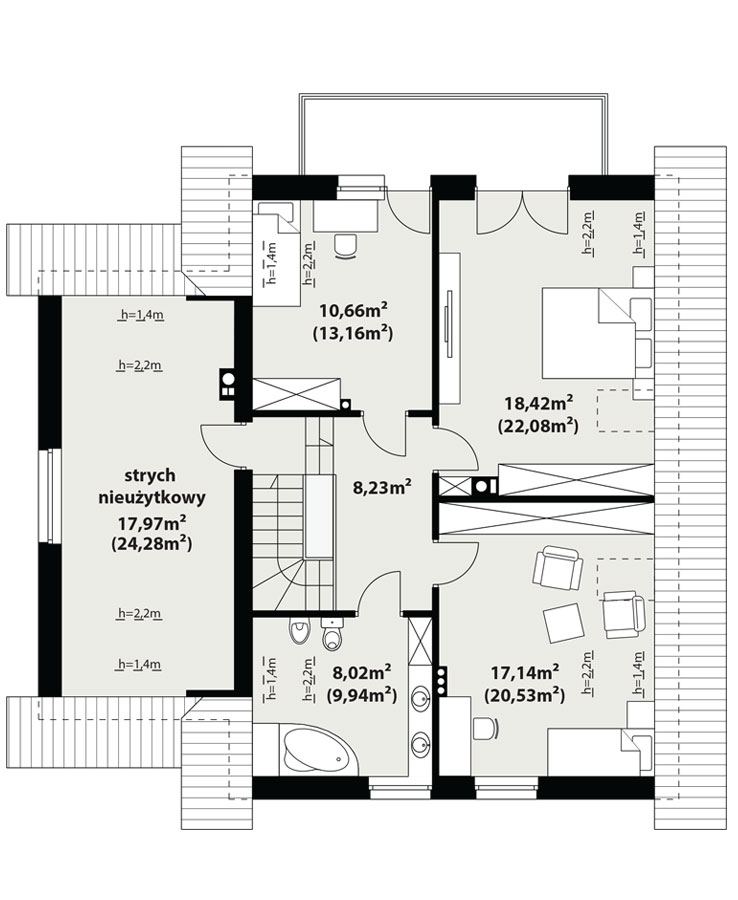 h=2,2m
h=1,4m
h=1,4m
h=2,2m
10,66m²
(13,16m²)
h=1,4m
h=2,2m
18,42m²
(22,08m²)
strych
nieużytkowy
17,97m²
(24,28m²)
8,23m²
h=2,2m
h=1,4m
h=1,4m
h=2,2m
8,02m²
(9,94m²)
17,14m²
(20,53m²)
h=2,2m
h=1,4m